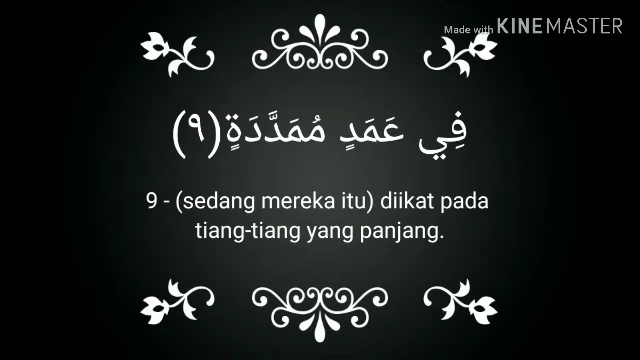 Made with KINEMASTER
فِي عَمَدٍ مُمَدَّدَةٍ(٩)
9 - (sedang mereka itu) diikat pada
tiang-tiang yang panjang.